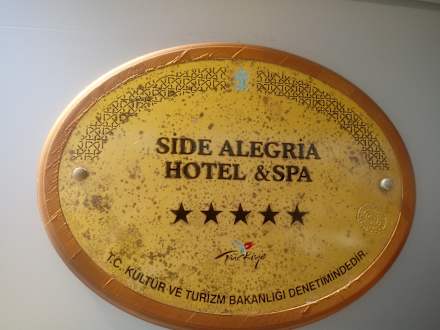 SIDE ALEGRIA
HOTEL & SPA
★★★★★
Türkiye
T.C. KÜLTÜR VE TURİZM BAKANLIĞI DENETİMİNDEDİR.